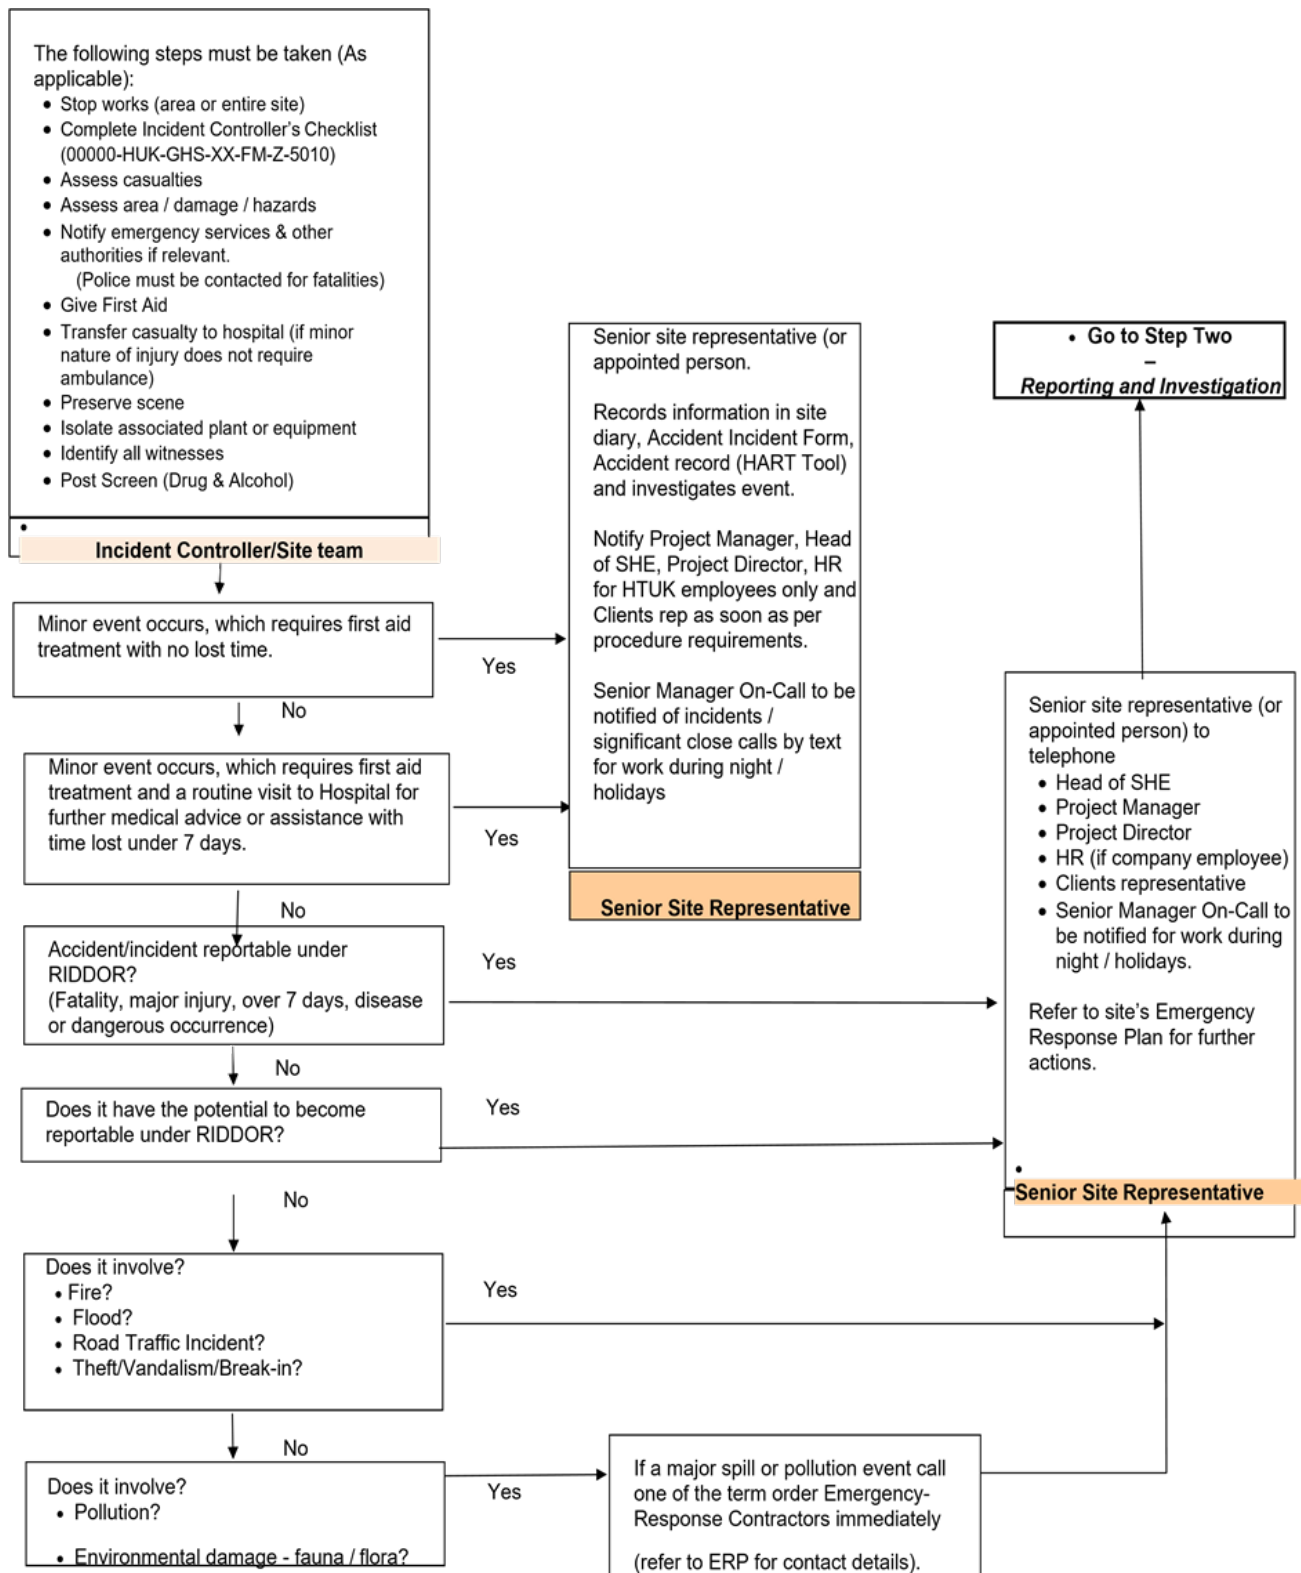 The following steps must be taken (As
applicable):
• Stop works (area or entire site)
• Complete Incident Controller's Checklist
(00000-HUK-GHS-XX-FM-Z-5010)
• Assess casualties
• Assess area / damage / hazards
• Notify emergency services & other
authorities if relevant.
(Police must be contacted for fatalities)
• Give First Aid
• Transfer casualty to hospital (if minor
nature of injury does not require
ambulance)
• Preserve scene
• Isolate associated plant or equipment
• Identify all witnesses
• Post Screen (Drug & Alcohol)
•
Incident Controller/Site team
Minor event occurs, which requires first aid
treatment with no lost time.
Yes
No
Minor event occurs, which requires first aid
treatment and a routine visit to Hospital for
further medical advice or assistance with
time lost under 7 days.
Yes
No
Senior site representative (or
appointed person.
Records information in site
diary, Accident Incident Form,
Accident record (HART Tool)
and investigates event.
Notify Project Manager, Head
of SHE, Project Director, HR
for HTUK employees only and
Clients rep as soon as per
procedure requirements.
Senior Manager On-Call to be
notified of incidents /
significant close calls by text
for work during night /
holidays
Senior Site Representative
Accident/incident reportable under
RIDDOR?
(Fatality, major injury, over 7 days, disease
or dangerous occurrence)
Yes
No
Does it have the potential to become
reportable under RIDDOR?
Yes
No
• Go to Step Two
–
Reporting and Investigation
Senior site representative (or
appointed person) to
telephone
• Head of SHE
• Project Manager
• Project Director
• HR (if company employee)
• Clients representative
• Senior Manager On-Call to
be notified for work during
night / holidays.
Refer to site's Emergency
Response Plan for further
actions.
•
Senior Site Representative
Does it involve?
• Fire?
• Flood?
• Road Traffic Incident?
• Theft/Vandalism/Break-in?
Yes
No
Does it involve?
• Pollution?
• Environmental damage - fauna / flora?
Yes
If a major spill or pollution event call
one of the term order Emergency-
Response Contractors immediately
(refer to ERP for contact details).